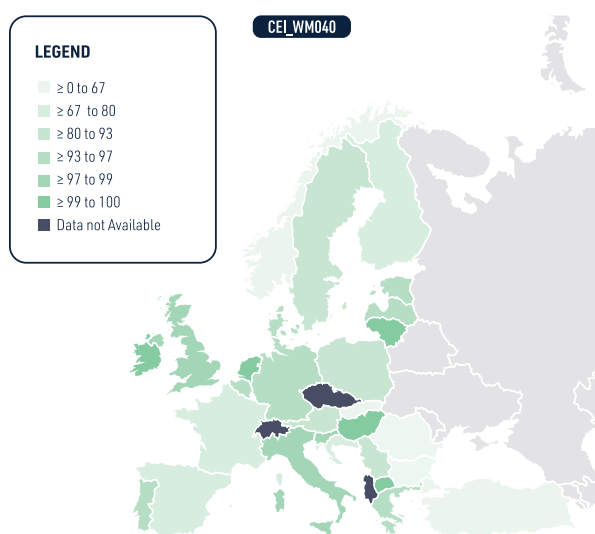 CEI_WM040
LEGEND
≥ 0 to 67
≥ 67 to 80
≥ 80 to 93
≥ 93 to 97
≥ 97 to 99
≥ 99 to 100
Data not Available